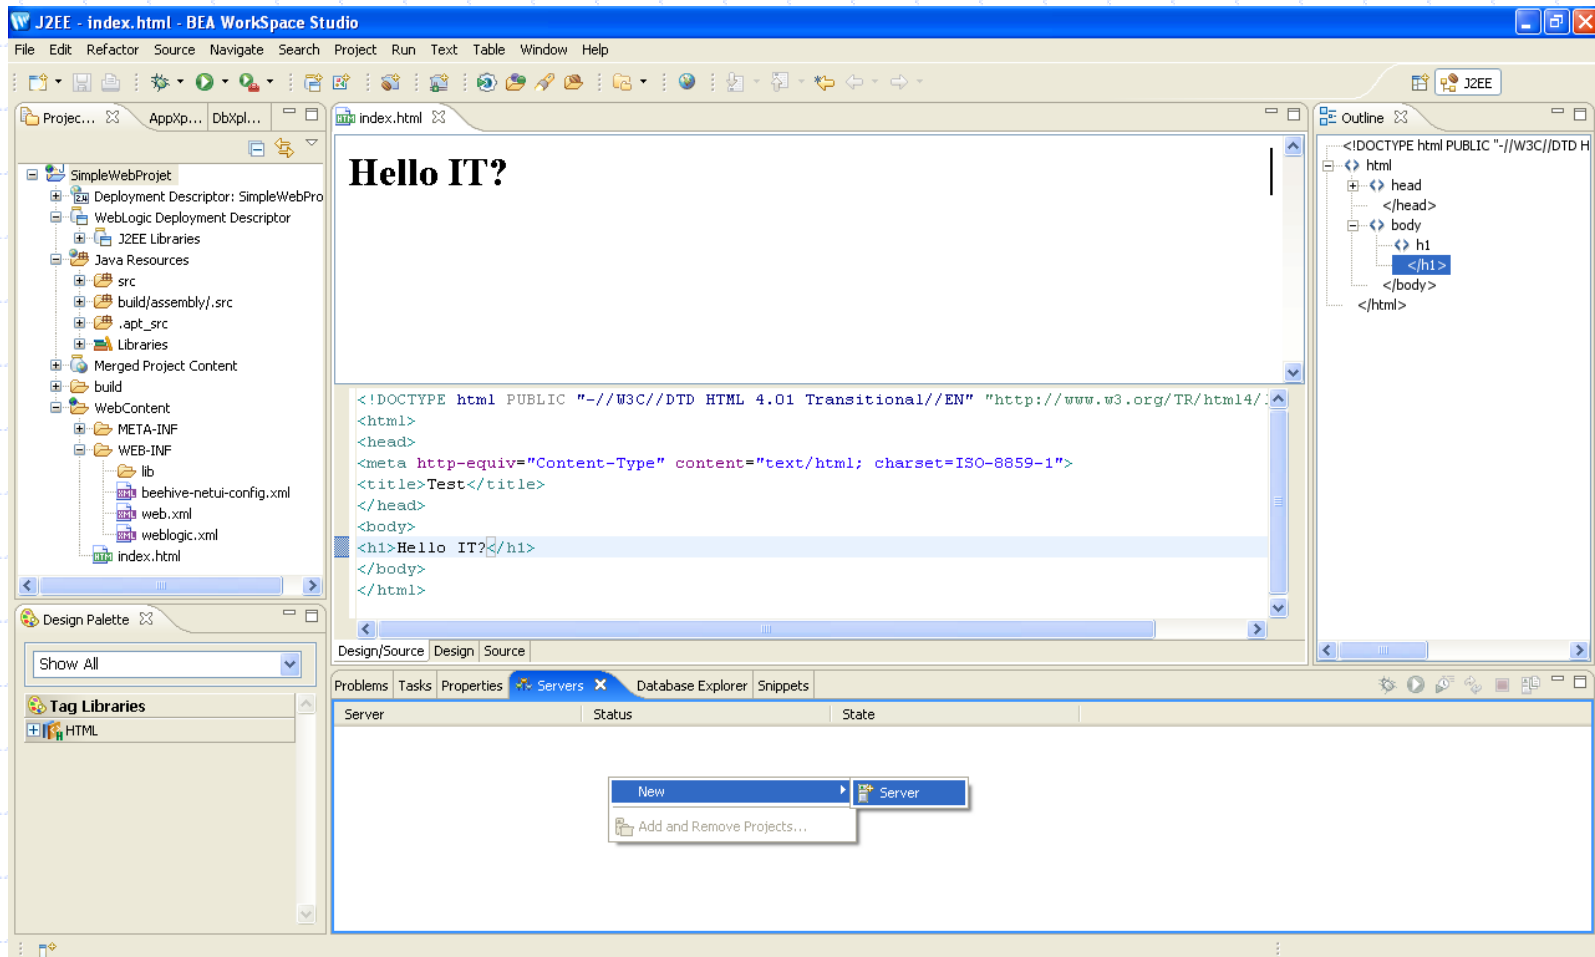 J2EE - index.html - BEA WorkSpace Studio
File Edit Refactor Source Navigate Search Project Run Text Table Window Help
J2EE
Projec... AppXp... DbXpl...
SimpleWebProjet
Deployment Descriptor: SimpleWebPro
WebLogic Deployment Descriptor
J2EE Libraries
Java Resources
src
build/assembly/.src
.apt_src
Libraries
Merged Project Content
build
WebContent
META-INF
WEB-INF
lib
beehive-netui-config.xml
web.xml
weblogic.xml
index.html
Design Palette
Show All
Tag Libraries
HTML
index.html
Hello IT?
<!DOCTYPE html PUBLIC "-//W3C//DTD HTML 4.01 Transitional//EN" "http://www.w3.org/TR/html4/
<html>
<head>
<meta http-equiv="Content-Type" content="text/html; charset=ISO-8859-1">
<title>Test</title>
</head>
<body>
<h1>Hello IT?</h1>
</body>
</html>
Design/Source Design Source
Outline
<!DOCTYPE html PUBLIC "-//W3C//DTD H
html
head
</head>
body
h1
</h1>
</body>
</html>
Problems Tasks Properties Servers Database Explorer Snippets
Server Status State
New Server
Add and Remove Projects...